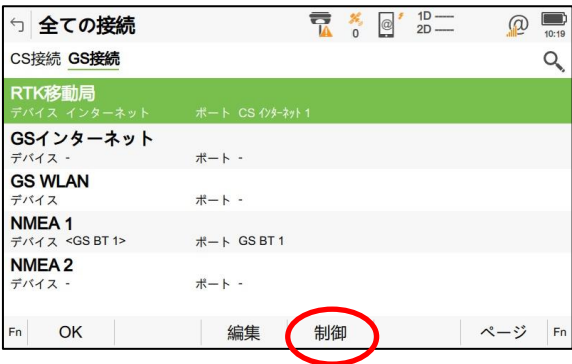 全ての接続
0
@
1D ---
2D ---
@
10:19
CS接続 GS接続
RTK移動局
デバイス インターネット ポート CS インターネット 1
GSインターネット
デバイス - ポート -
GS WLAN
デバイス ポート -
NMEA 1
デバイス <GS BT 1> ポート GS BT 1
NMEA 2
デバイス - ポート -
Fn OK 編集 制御 ページ Fn